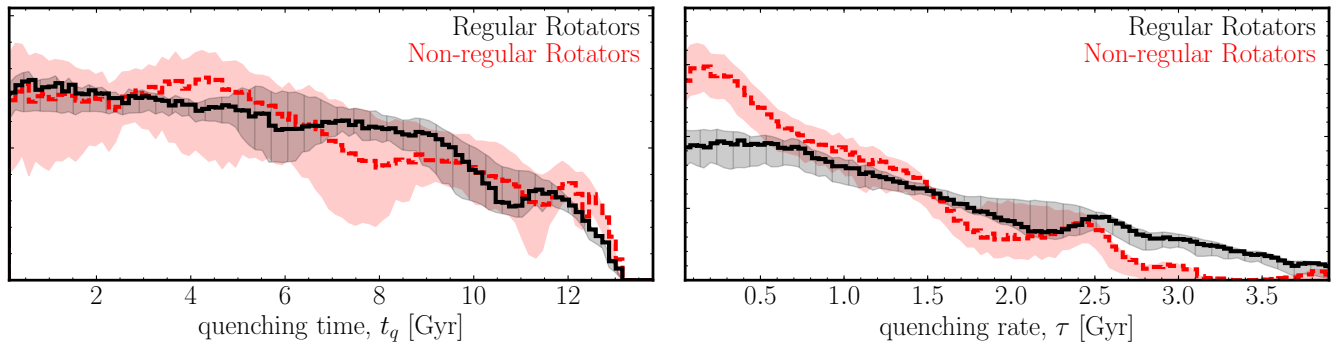 Regular Rotators
Non-regular Rotators
2 4 6 8 10 12
quenching time, t_q [Gyr]
Regular Rotators
Non-regular Rotators
0.5 1.0 1.5 2.0 2.5 3.0 3.5
quenching rate, τ [Gyr]